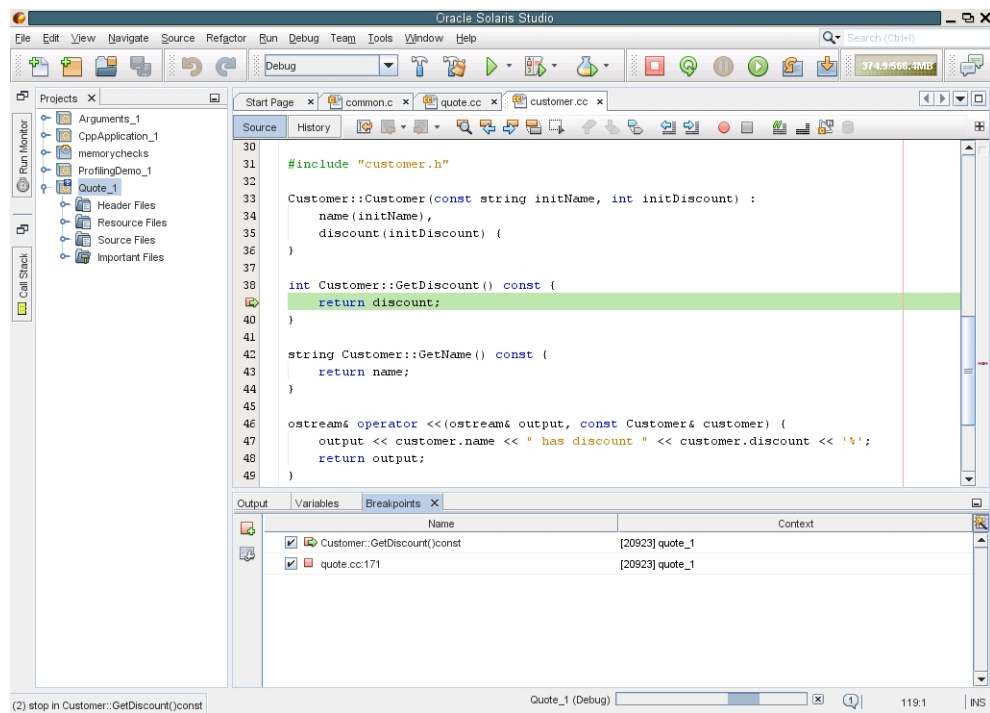 Oracle Solaris Studio
File Edit View Navigate Source Refactor Run Debug Team Tools Window Help
Search (Ctrl+I)
Debug
374.9/566.4MB
Projects
Start Page common.c quote.cc customer.cc
Source History
Run Monitor
Call Stack
Arguments_1
CppApplication_1
memorychecks
ProfilingDemo_1
Quote_1
Header Files
Resource Files
Source Files
Important Files
30
31 #include "customer.h"
32
33 Customer::Customer(const string initName, int initDiscount) :
34 name(initName),
35 discount(initDiscount) {
36 }
37
38 int Customer::GetDiscount() const {
return discount;
40 }
41
42 string Customer::GetName() const {
43 return name;
44 }
45
46 ostream& operator <<(ostream& output, const Customer& customer) {
47 output << customer.name << " has discount " << customer.discount << '%';
48 return output;
49 }
Output Variables Breakpoints
Name Context
Customer::GetDiscount()const [20923] quote_1
quote.cc:171 [20923] quote_1
(2) stop in Customer::GetDiscount()const
Quote_1 (Debug)
1
119:1
INS